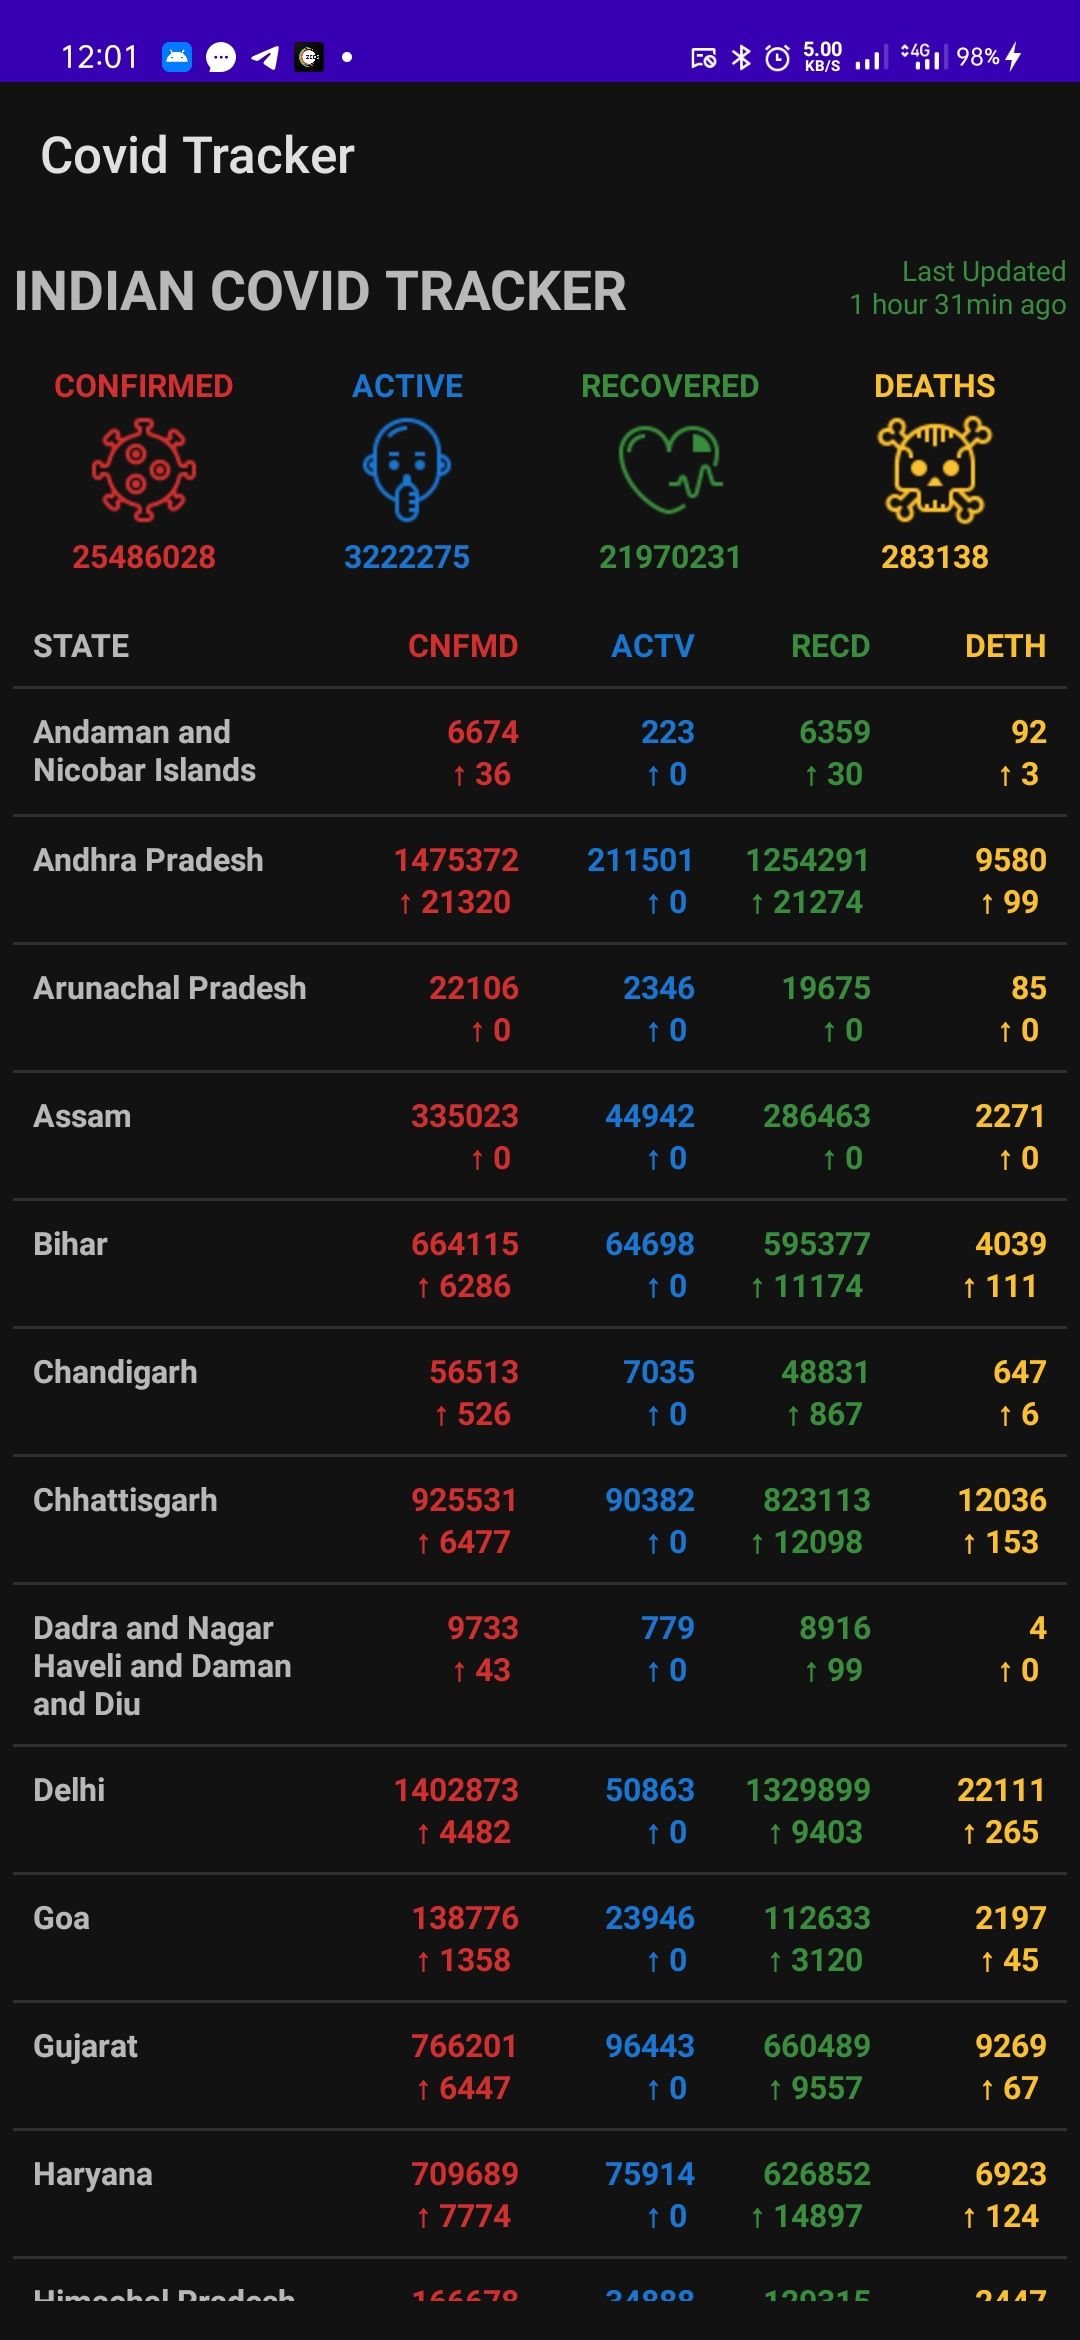 12:01 5.00 KB/S 4G 98%
Covid Tracker
INDIAN COVID TRACKER
Last Updated
1 hour 31min ago
CONFIRMED ACTIVE RECOVERED DEATHS
25486028 3222275 21970231 283138
STATE CNFMD ACTV RECD DETH
Andaman and 6674 223 6359 92
Nicobar Islands ↑ 36 ↑ 0 ↑ 30 ↑ 3
Andhra Pradesh 1475372 211501 1254291 9580
↑ 21320 ↑ 0 ↑ 21274 ↑ 99
Arunachal Pradesh 22106 2346 19675 85
↑ 0 ↑ 0 ↑ 0 ↑ 0
Assam 335023 44942 286463 2271
↑ 0 ↑ 0 ↑ 0 ↑ 0
Bihar 664115 64698 595377 4039
↑ 6286 ↑ 0 ↑ 11174 ↑ 111
Chandigarh 56513 7035 48831 647
↑ 526 ↑ 0 ↑ 867 ↑ 6
Chhattisgarh 925531 90382 823113 12036
↑ 6477 ↑ 0 ↑ 12098 ↑ 153
Dadra and Nagar 9733 779 8916 4
Haveli and Daman ↑ 43 ↑ 0 ↑ 99 ↑ 0
and Diu
Delhi 1402873 50863 1329899 22111
↑ 4482 ↑ 0 ↑ 9403 ↑ 265
Goa 138776 23946 112633 2197
↑ 1358 ↑ 0 ↑ 3120 ↑ 45
Gujarat 766201 96443 660489 9269
↑ 6447 ↑ 0 ↑ 9557 ↑ 67
Haryana 709689 75914 626852 6923
↑ 7774 ↑ 0 ↑ 14897 ↑ 124
Himachal Pradesh